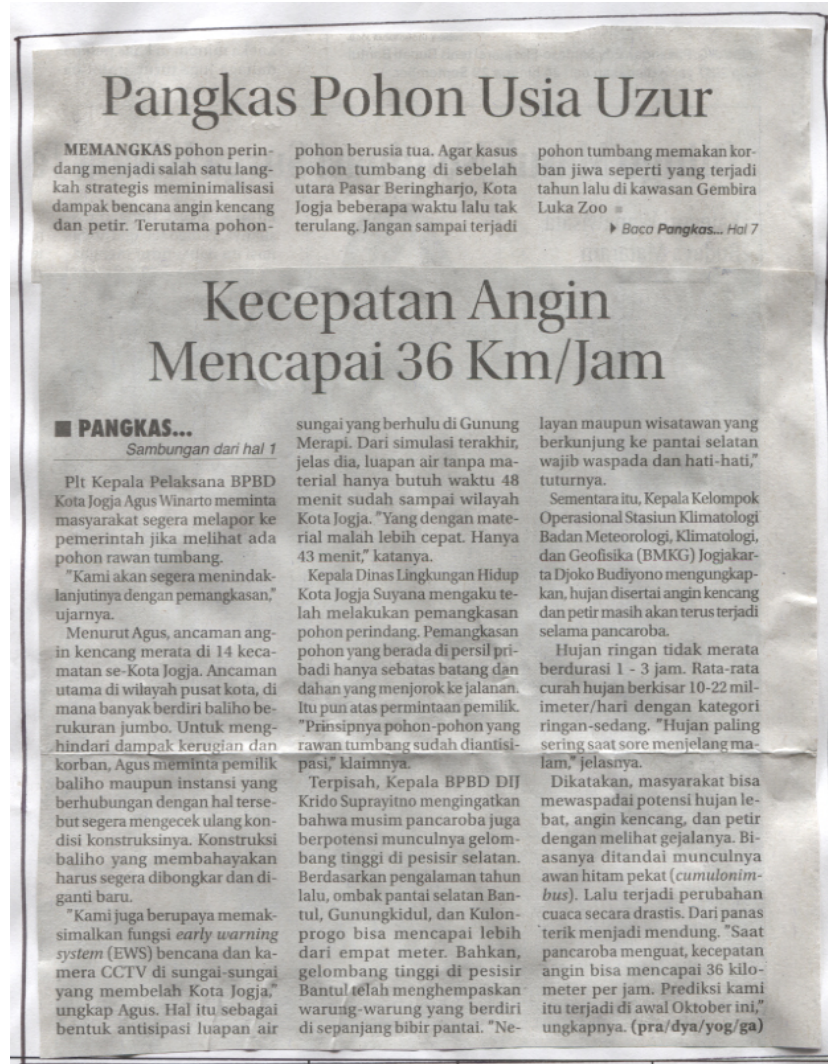 Pangkas Pohon Usia Uzur
MEMANGKAS pohon perin-
dang menjadi salah satu lang-
kah strategis meminimalisasi
dampak bencana angin kencang
dan petir. Terutama pohon-
pohon berusia tua. Agar kasus
pohon tumbang di sebelah
utara Pasar Beringharjo, Kota
Jogja beberapa waktu lalu tak
terulang. Jangan sampai terjadi
pohon tumbang memakan kor-
ban jiwa seperti yang terjadi
tahun lalu di kawasan Gembira
Luka Zoo
Baca Pangkas... Hal 7
Kecepatan Angin
Mencapai 36 Km/Jam
PANGKAS...
Sambungan dari hal 1
Plt Kepala Pelaksana BPBD
Kota Jogja Agus Winarto meminta
masyarakat segera melapor ke
pemerintah jika melihat ada
pohon rawan tumbang.
"Kami akan segera menindak-
lanjutinya dengan pemangkasan,"
ujarnya.
Menurut Agus, ancaman ang-
in kencang merata di 14 keca-
matan se-Kota Jogja. Ancaman
utama di wilayah pusat kota, di
mana banyak berdiri baliho be-
rukuran jumbo. Untuk meng-
hindari dampak kerugian dan
korban, Agus meminta pemilik
baliho maupun instansi yang
berhubungan dengan hal terse-
but segera mengecek ulang kon-
disi konstruksinya. Konstruksi
baliho yang membahayakan
harus segera dibongkar dan di-
ganti baru.
"Kami juga berupaya memak-
simalkan fungsi early warning
system (EWS) bencana dan ka-
mera CCTV di sungai-sungai
yang membelah Kota Jogja,"
ungkap Agus. Hal itu sebagai
bentuk antisipasi luapan air
sungai yang berhulu di Gunung
Merapi. Dari simulasi terakhir,
jelas dia, luapan air tanpa ma-
terial hanya butuh waktu 48
menit sudah sampai wilayah
Kota Jogja. "Yang dengan mate-
rial malah lebih cepat. Hanya
43 menit," katanya.
Kepala Dinas Lingkungan Hidup
Kota Jogja Suyana mengaku te-
lah melakukan pemangkasan
pohon perindang. Pemangkasan
pohon yang berada di persil pri-
badi hanya sebatas batang dan
dahan yang menjorok ke jalanan.
Itu pun atas permintaan pemilik.
"Prinsipnya pohon-pohon yang
rawan tumbang sudah diantisi-
pasi," klaimnya.
Terpisah, Kepala BPBD DIJ
Krido Suprayitno mengingatkan
bahwa musim pancaroba juga
berpotensi munculnya gelom-
bang tinggi di pesisir selatan.
Berdasarkan pengalaman tahun
lalu, ombak pantai selatan Ban-
tul, Gunungkidul, dan Kulon-
progo bisa mencapai lebih
dari empat meter. Bahkan,
gelombang tinggi di pesisir
Bantul telah menghempaskan
warung-warung yang berdiri
di sepanjang bibir pantai. "Ne-
layan maupun wisatawan yang
berkunjung ke pantai selatan
wajib waspada dan hati-hati,"
tuturnya.
Sementara itu, Kepala Kelompok
Operasional Stasiun Klimatologi
Badan Meteorologi, Klimatologi,
dan Geofisika (BMKG) Jogjakar-
ta Djoko Budiyono mengungkap-
kan, hujan disertai angin kencang
dan petir masih akan terus terjadi
selama pancaroba.
Hujan ringan tidak merata
berdurasi 1 - 3 jam. Rata-rata
curah hujan berkisar 10-22 mil-
imeter/hari dengan kategori
ringan-sedang. "Hujan paling
sering saat sore menjelang ma-
lam," jelasnya.
Dikatakan, masyarakat bisa
mewaspadai potensi hujan le-
bat, angin kencang, dan petir
dengan melihat gejalanya. Bi-
asanya ditandai munculnya
awan hitam pekat (cumulonim-
bus). Lalu terjadi perubahan
cuaca secara drastis. Dari panas
terik menjadi mendung. "Saat
pancaroba menguat, kecepatan
angin bisa mencapai 36 kilo-
meter per jam. Prediksi kami
itu terjadi di awal Oktober ini,"
ungkapnya. (pra/dya/yog/ga)